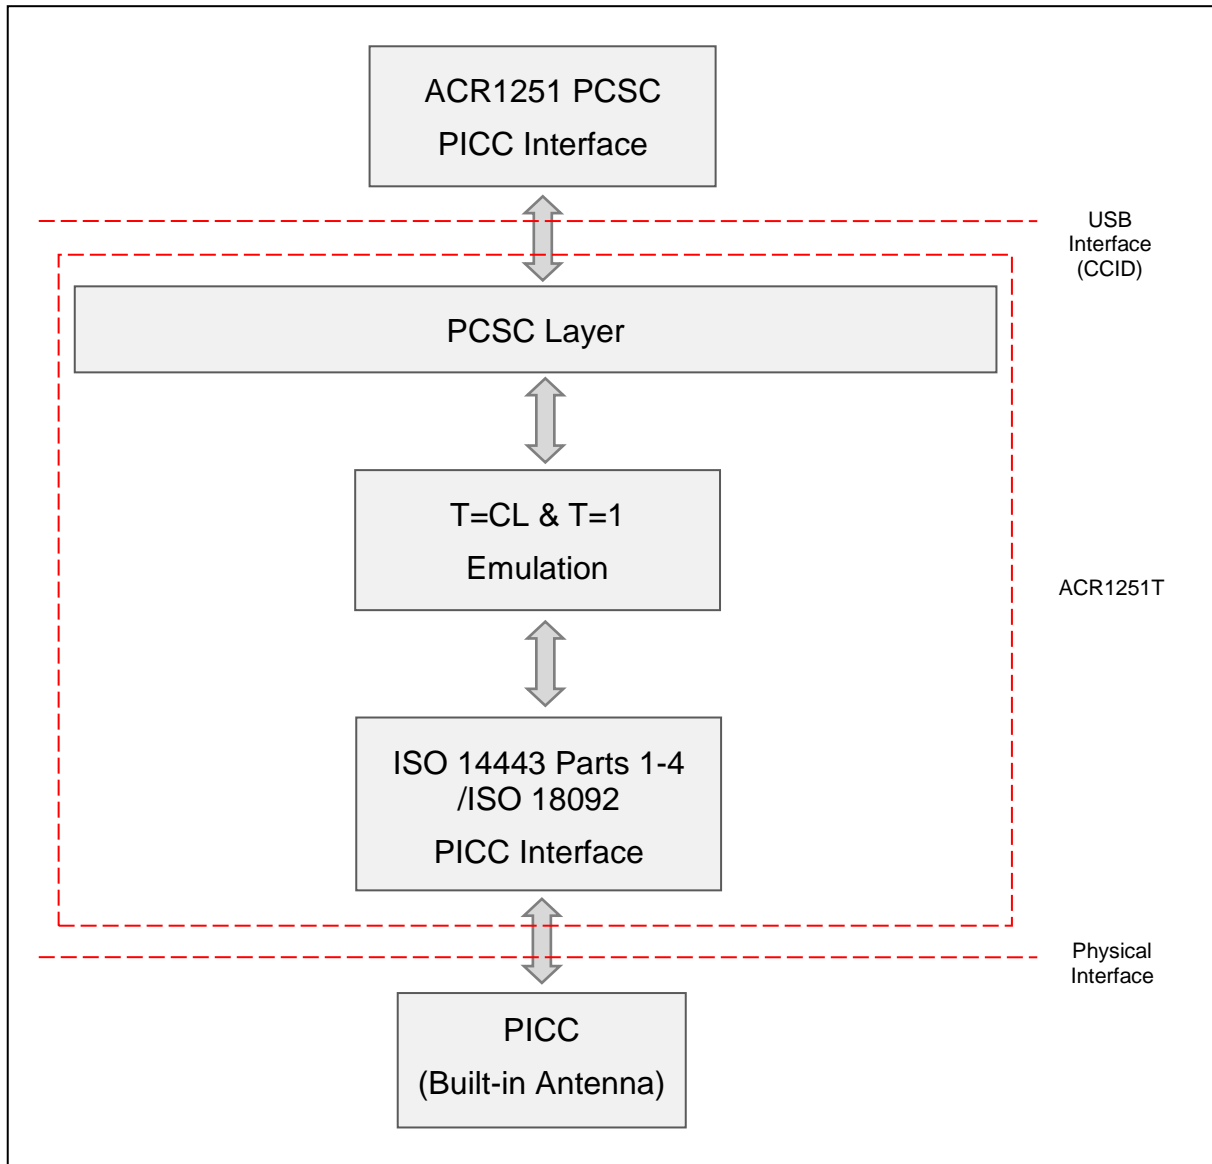 ACR1251 PCSC
PICC Interface
USB
Interface
(CCID)
PCSC Layer
T=CL & T=1
Emulation
ACR1251T
ISO 14443 Parts 1-4
/ISO 18092
PICC Interface
Physical
Interface
PICC
(Built-in Antenna)